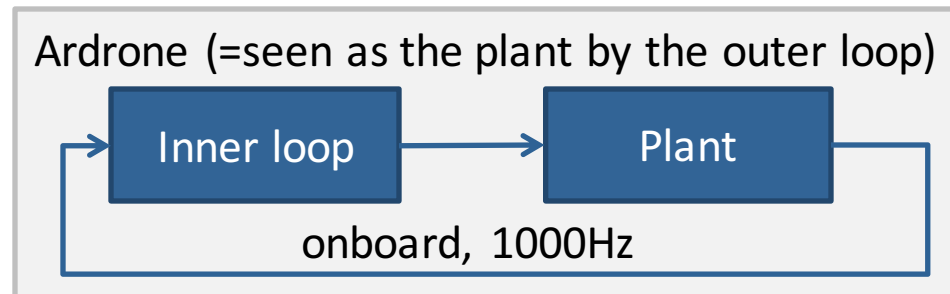 Ardrone (=seen as the plant by the outer loop)
Inner loop
Plant
onboard, 1000Hz